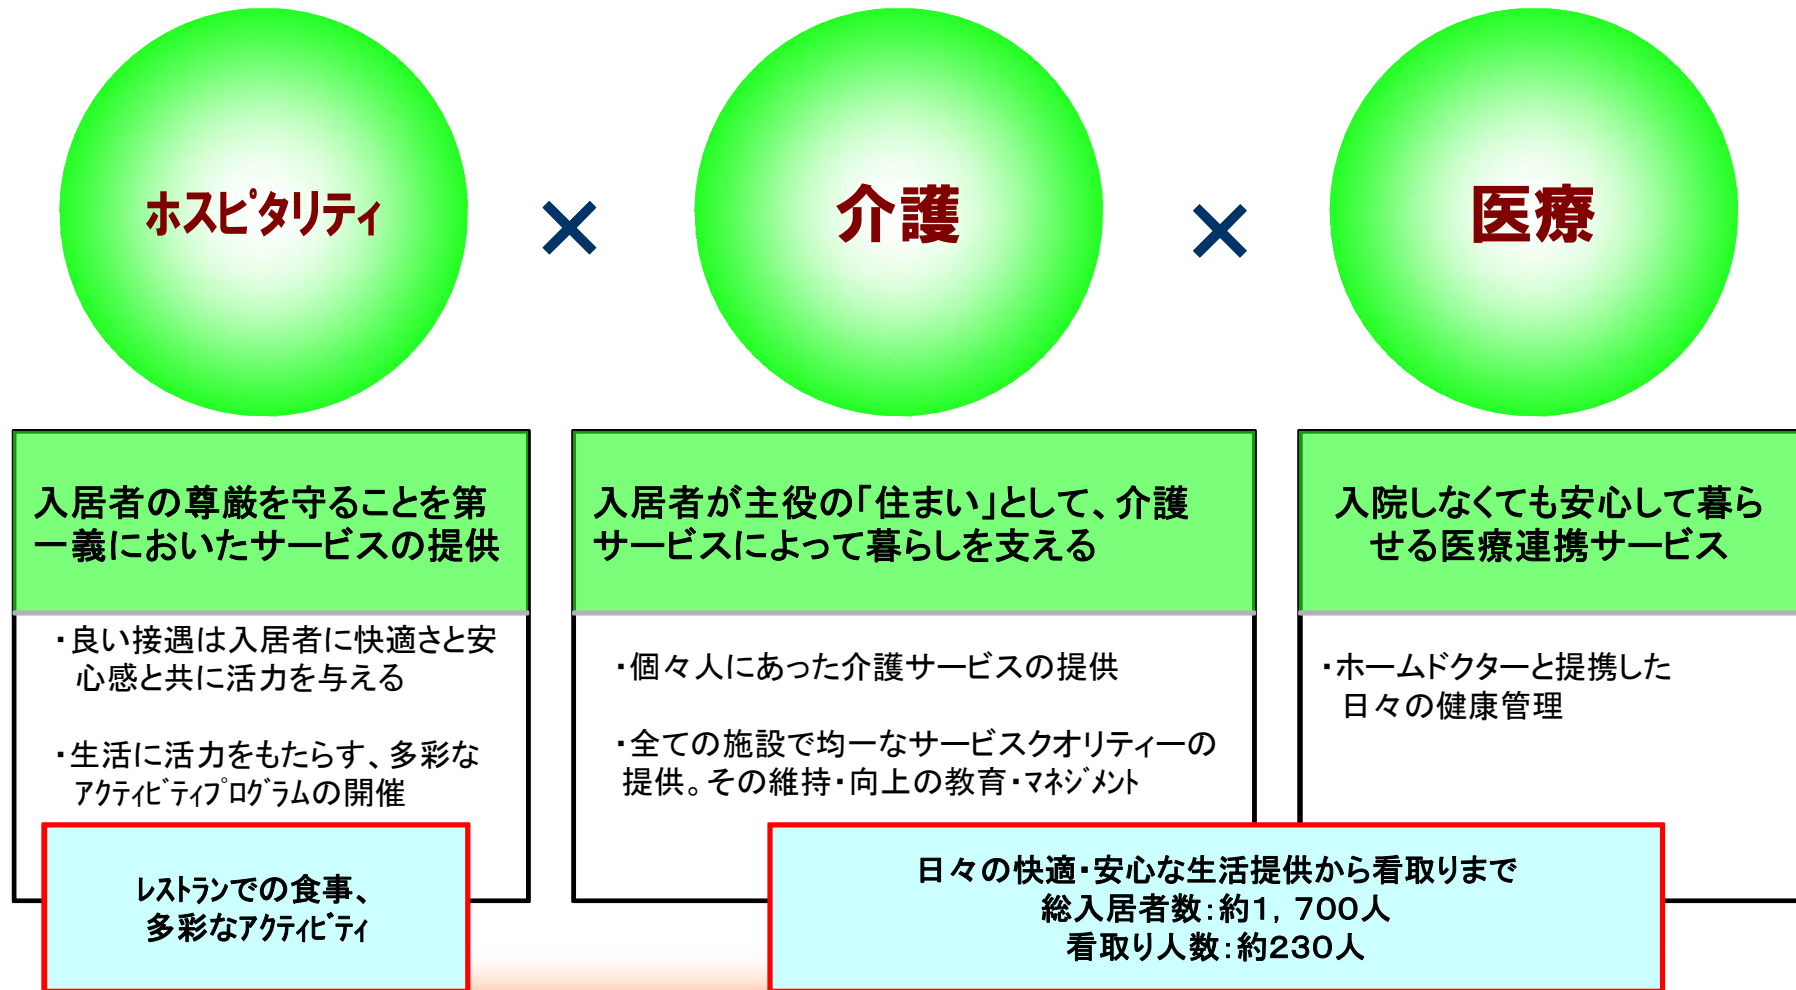 ホスピタリティ
×
介護
×
医療
入居者の尊厳を守ることを第
一義においたサービスの提供
・良い接遇は入居者に快適さと安
心感と共に活力を与える
・生活に活力をもたらす、多彩な
アクティビティプログラムの開催
レストランでの食事、
多彩なアクティビティ
入居者が主役の「住まい」として、介護
サービスによって暮らしを支える
・個々人にあった介護サービスの提供
・全ての施設で均一なサービスクオリティーの
提供。その維持・向上の教育・マネジメント
入院しなくても安心して暮ら
せる医療連携サービス
・ホームドクターと提携した
日々の健康管理
日々の快適・安心な生活提供から看取りまで
総入居者数:約1,700人
看取り人数:約230人